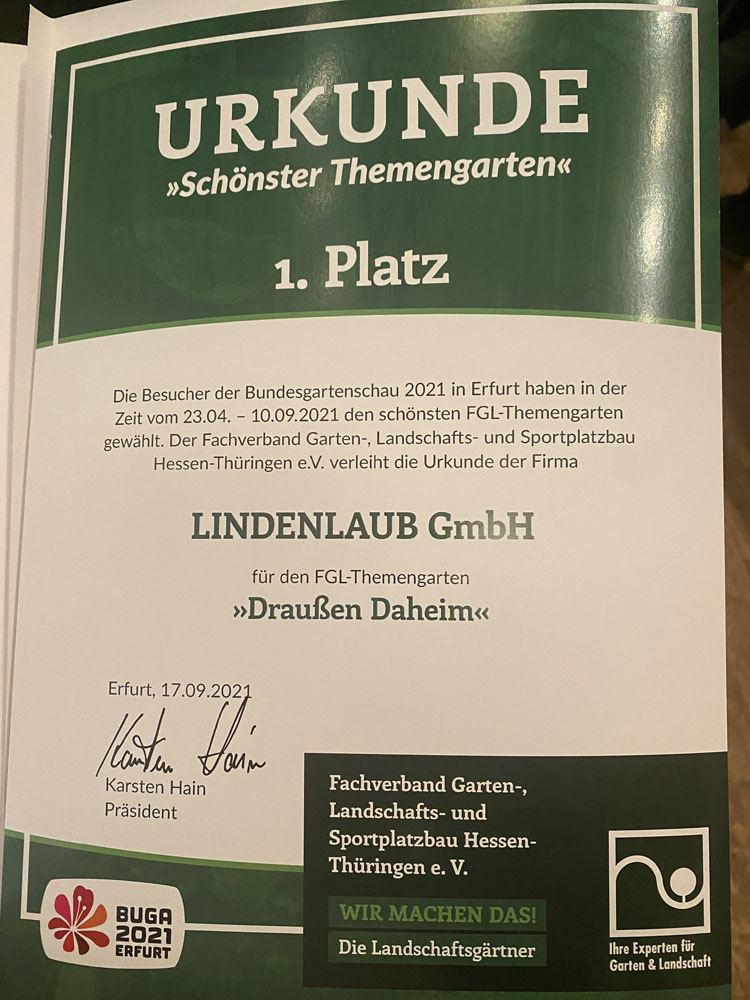 URKUNDE
»Schönster Themengarten«
1. Platz
Die Besucher der Bundesgartenschau 2021 in Erfurt haben in der
Zeit vom 23.04. – 10.09.2021 den schönsten FGL-Themengarten
gewählt. Der Fachverband Garten-, Landschafts- und Sportplatzbau
Hessen-Thüringen e.V. verleiht die Urkunde der Firma
LINDENLAUB GmbH
für den FGL-Themengarten
»Draußen Daheim«
Erfurt, 17.09.2021
Karsten Hain
Karsten Hain
Präsident
Fachverband Garten-,
Landschafts- und
Sportplatzbau Hessen-
Thüringen e. V.
WIR MACHEN DAS!
Die Landschaftsgärtner
BUGA
2021
ERFURT
Ihre Experten für
Garten & Landschaft